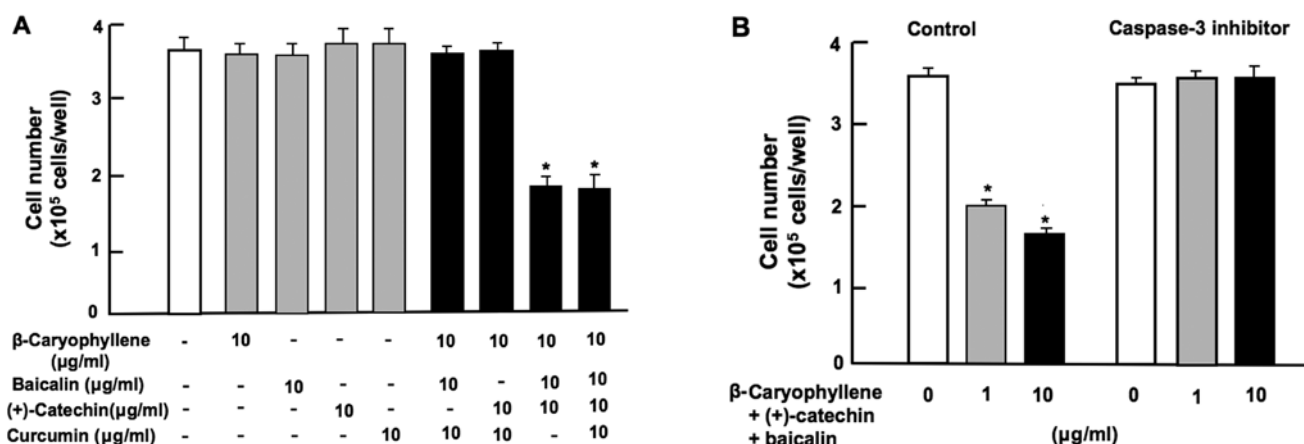 A
Cell number
(x10⁵ cells/well)
4
3
2
1
0
* *
β-Caryophyllene (µg/ml) - 10 - - - 10 10 10 10
Baicalin (µg/ml) - - 10 - - 10 - 10 10
(+)-Catechin(µg/ml) - - - 10 - - 10 10 10
Curcumin (µg/ml) - - - - 10 10 10 - 10
B
Control Caspase-3 inhibitor
Cell number
(x10⁵ cells/well)
4
3
2
1
0
*
*
β-Caryophyllene 0 1 10 0 1 10
+ (+)-catechin
+ baicalin (µg/ml)